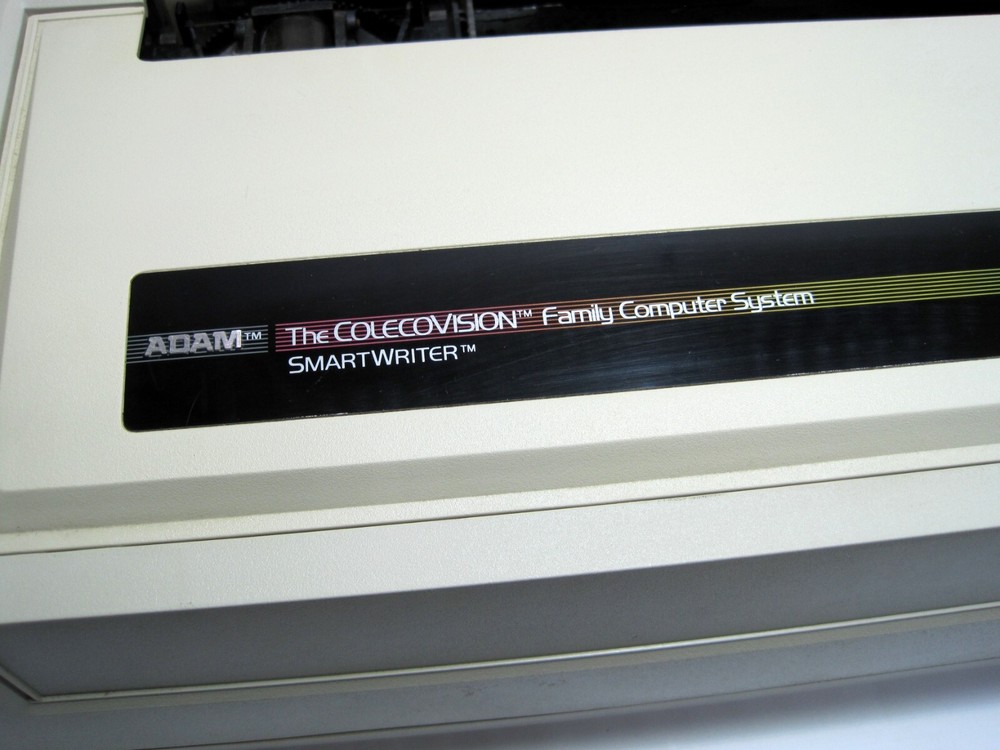 ADAM™ The COLECOVISION™ Family Computer System
SMARTWRITER™